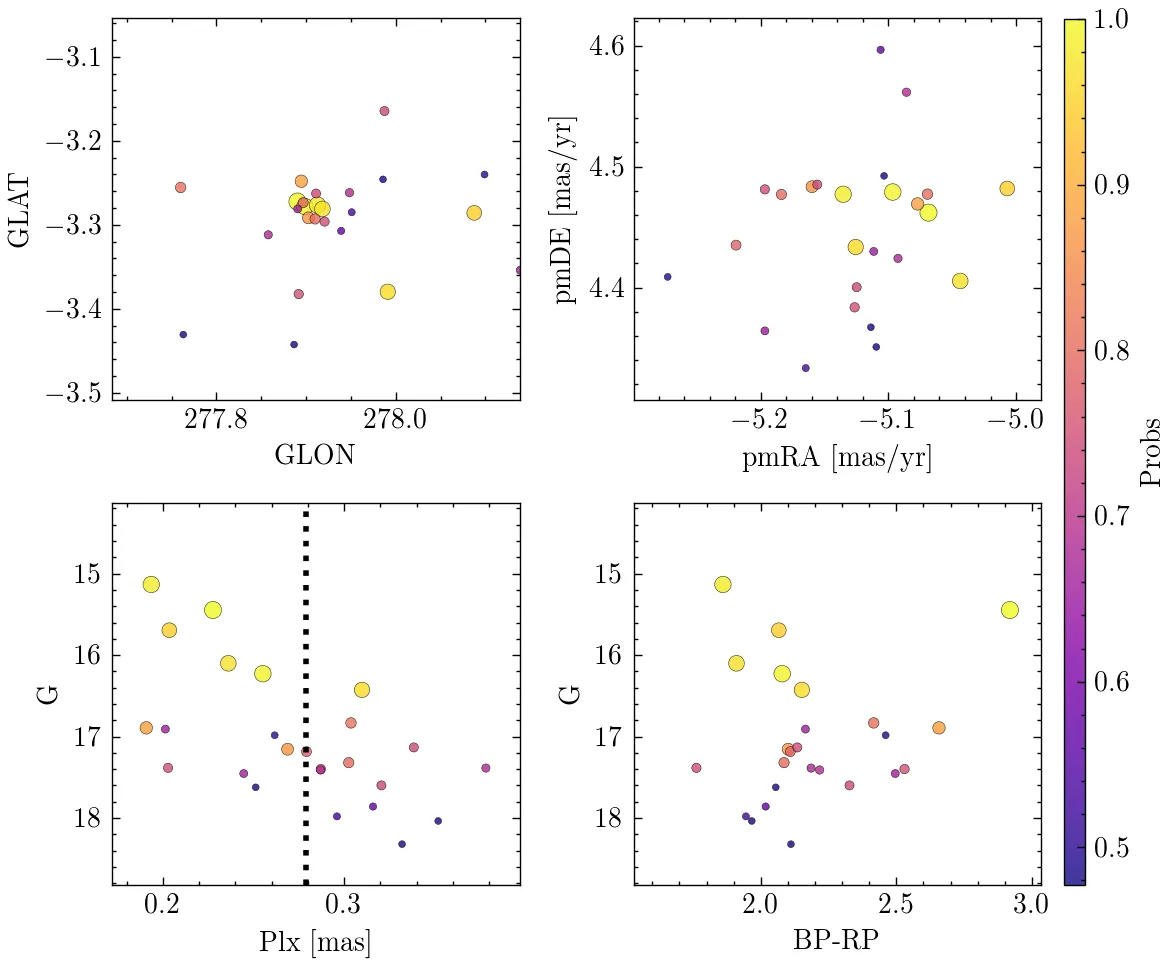 −3.1
−3.2
−3.3
−3.4
−3.5
GLAT
277.8 278.0
GLON
4.6
4.5
4.4
pmDE [mas/yr]
−5.2 −5.1 −5.0
pmRA [mas/yr]
15
16
17
18
G
0.2 0.3
Plx [mas]
15
16
17
18
G
2.0 2.5 3.0
BP-RP
1.0
0.9
0.8
0.7
0.6
0.5
Probs